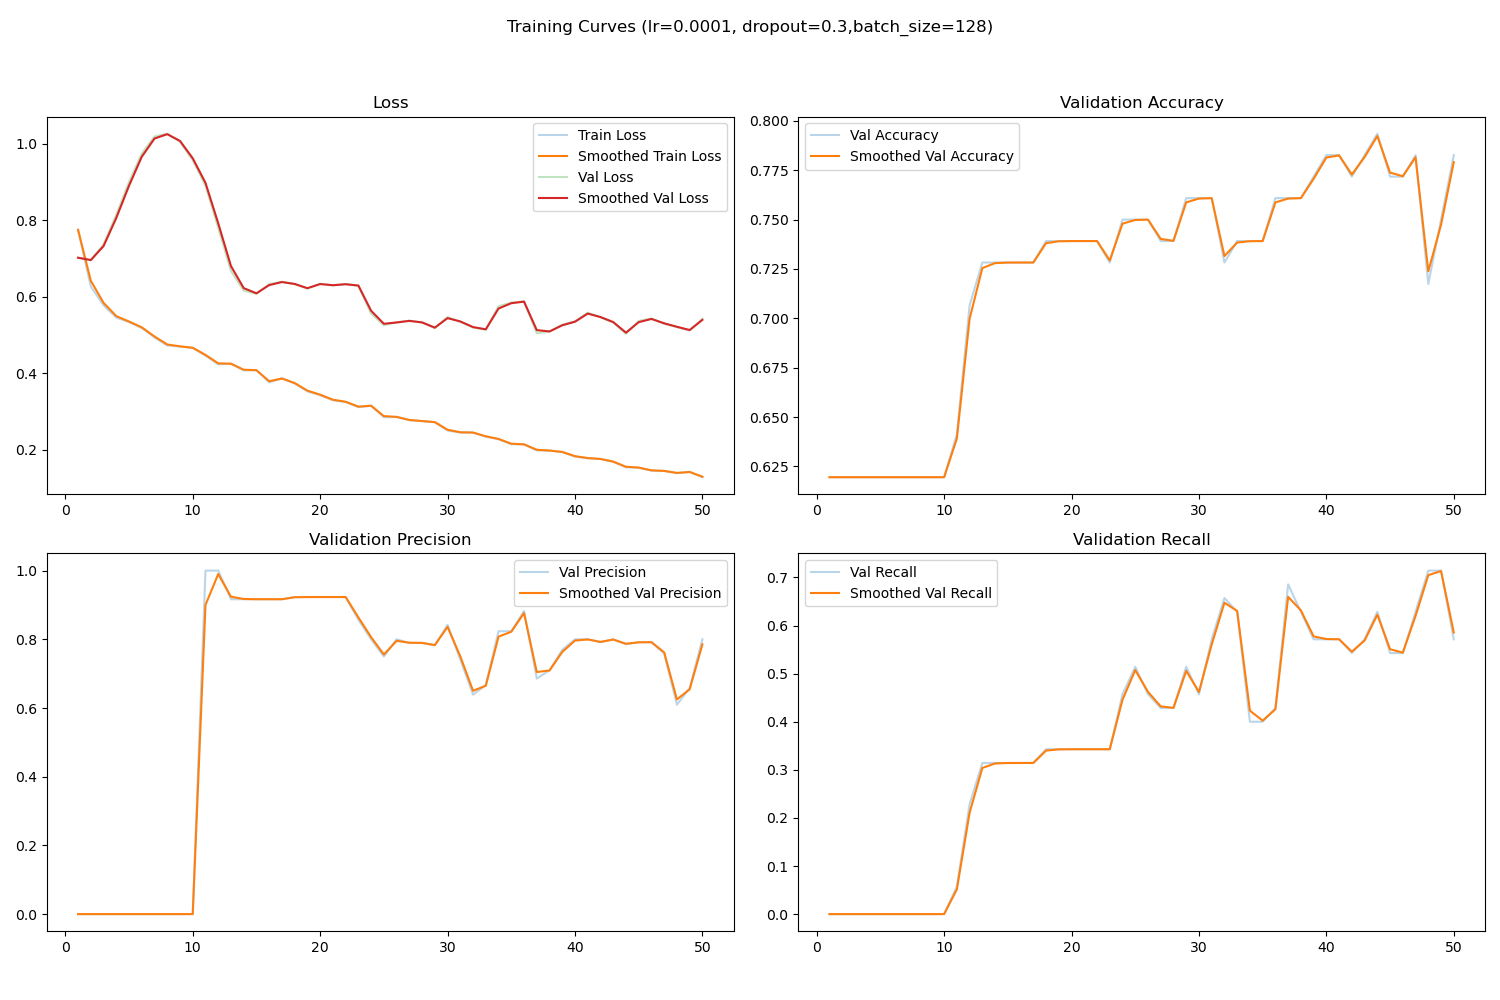 Training Curves (lr=0.0001, dropout=0.3,batch_size=128)
Loss
Train Loss
Smoothed Train Loss
Val Loss
Smoothed Val Loss
1.0
0.8
0.6
0.4
0.2
0 10 20 30 40 50
Validation Accuracy
Val Accuracy
Smoothed Val Accuracy
0.800
0.775
0.750
0.725
0.700
0.675
0.650
0.625
0 10 20 30 40 50
Validation Precision
Val Precision
Smoothed Val Precision
1.0
0.8
0.6
0.4
0.2
0.0
0 10 20 30 40 50
Validation Recall
Val Recall
Smoothed Val Recall
0.7
0.6
0.5
0.4
0.3
0.2
0.1
0.0
0 10 20 30 40 50